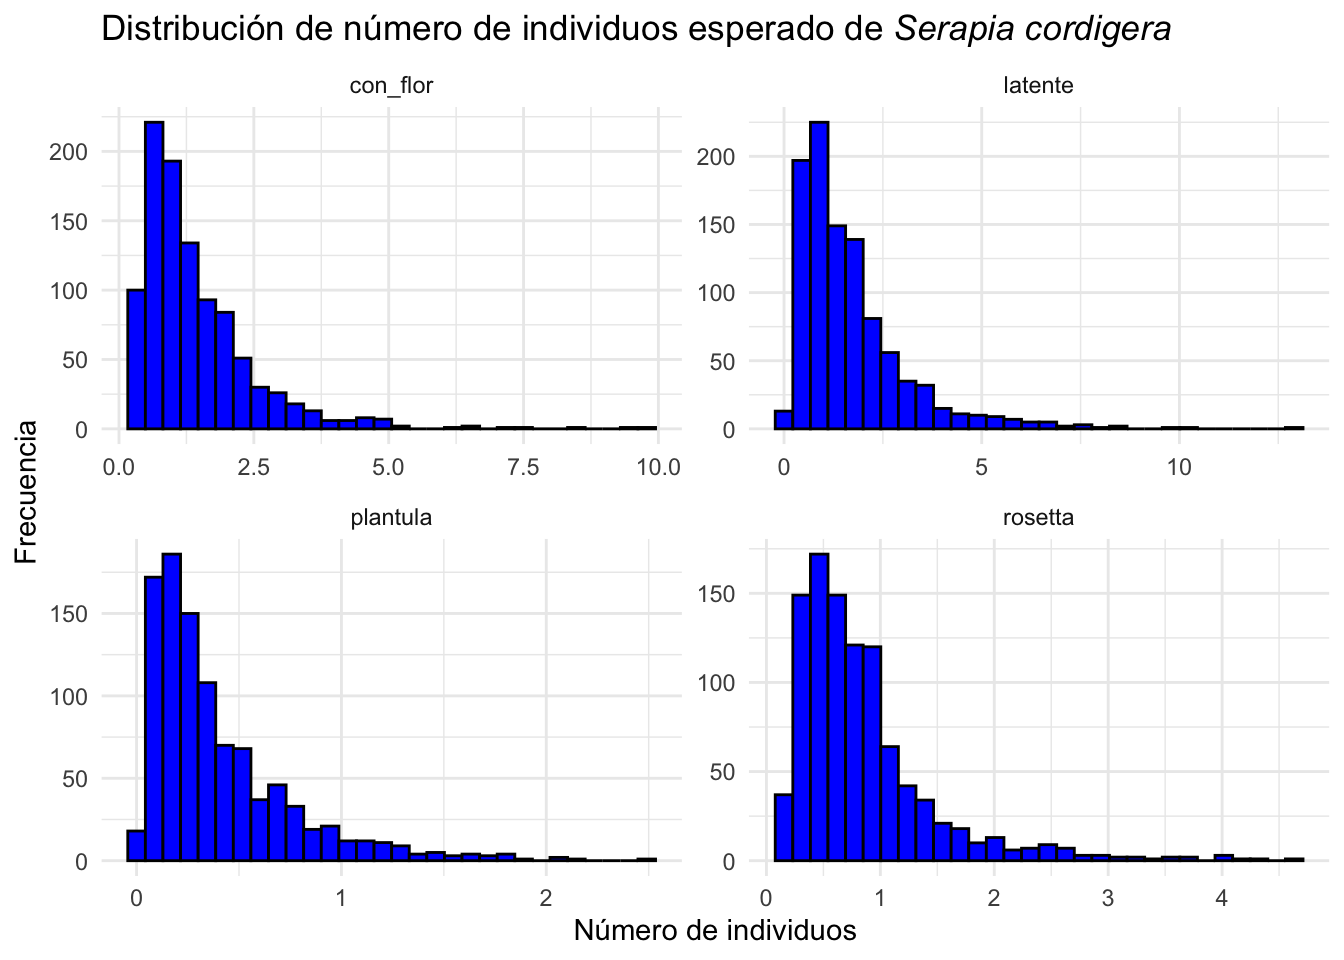 Distribución de número de individuos esperado de Serapia cordigera
con_flor
latente
200
150
100
50
0
0.0 2.5 5.0 7.5 10.0
200
150
100
50
0
0 5 10
Frecuencia
plantula
rosetta
150
100
50
0
0 1 2
150
100
50
0
0 1 2 3 4
Número de individuos